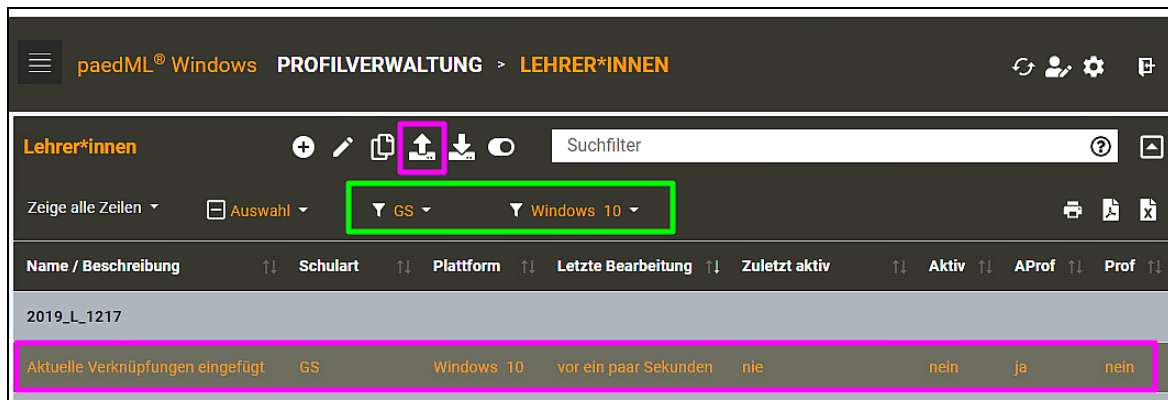 paedML® Windows PROFILVERWALTUNG > LEHRER*INNEN
Lehrer*innen Suchfilter
Zeige alle Zeilen Auswahl GS Windows 10
Name / Beschreibung Schulart Plattform Letzte Bearbeitung Zuletzt aktiv Aktiv AProf Prof
2019_L_1217
Aktuelle Verknüpfungen eingefügt GS Windows 10 vor ein paar Sekunden nie nein ja nein